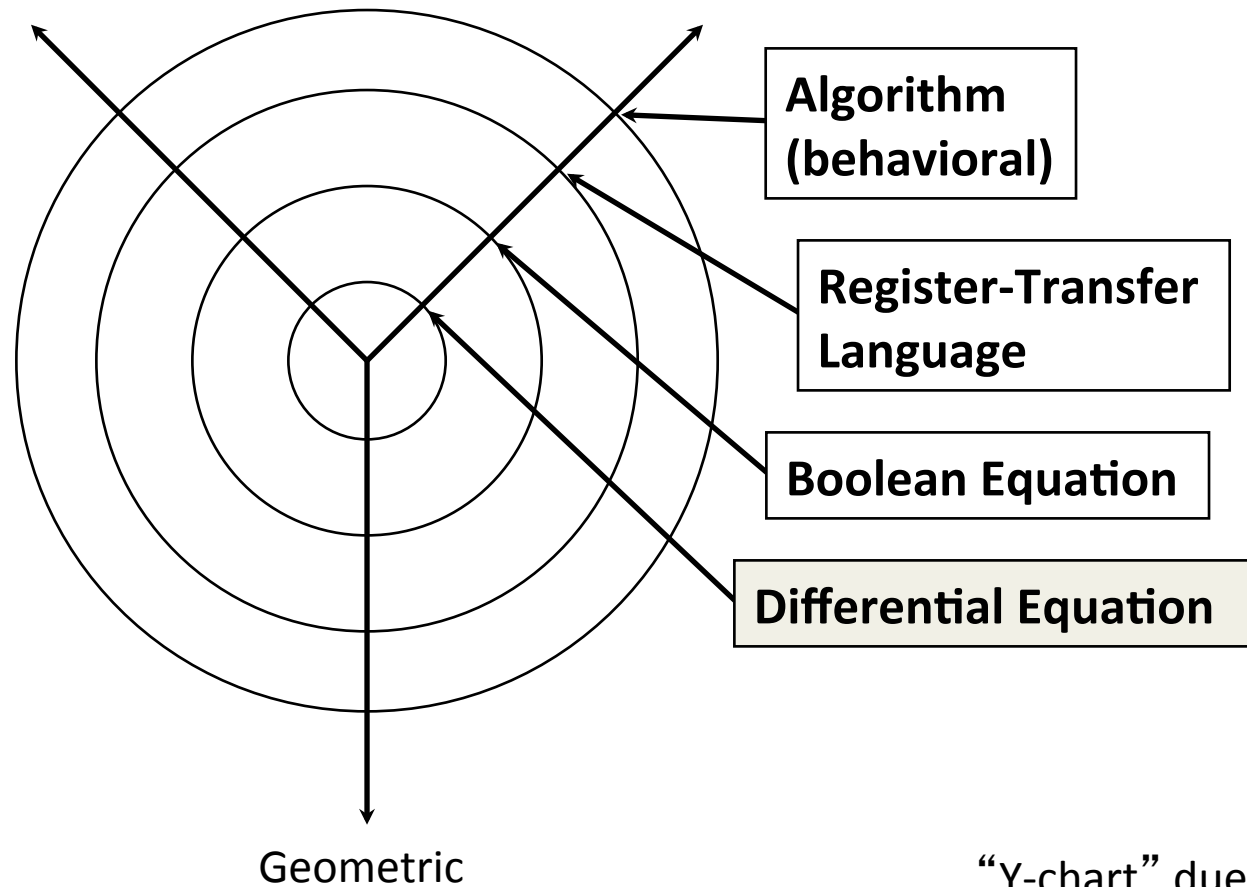 Algorithm
(behavioral)
Register-Transfer
Language
Boolean Equation
Differential Equation
Geometric
“Y-chart” due